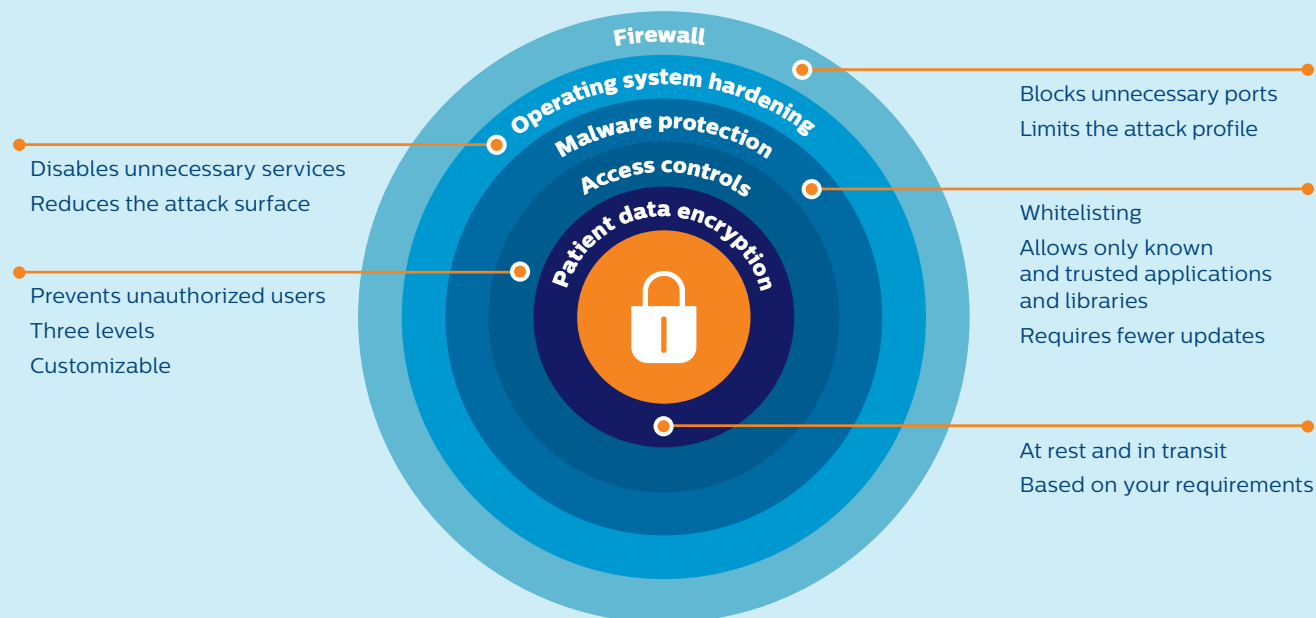 Firewall
Operating system hardening
Malware protection
Access controls
Patient data encryption
Disables unnecessary services
Reduces the attack surface
Prevents unauthorized users
Three levels
Customizable
Blocks unnecessary ports
Limits the attack profile
Whitelisting
Allows only known
and trusted applications
and libraries
Requires fewer updates
At rest and in transit
Based on your requirements